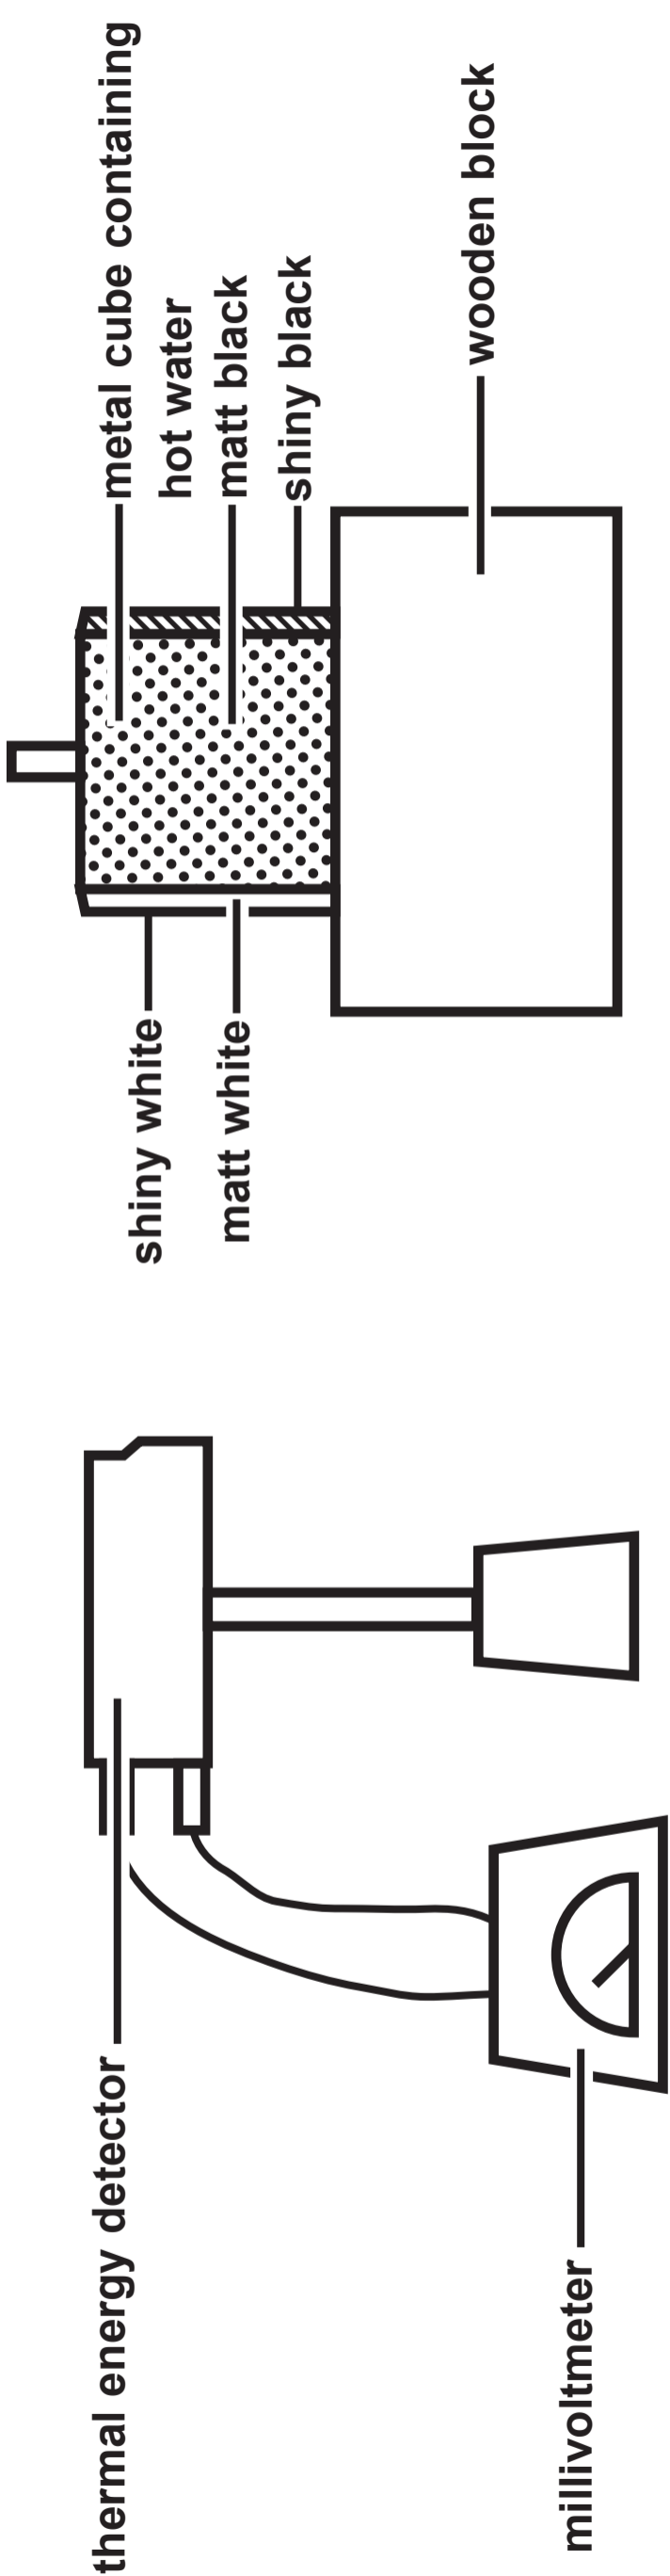 metal cube containing
hot water
matt black
shiny black
wooden block
shiny white
matt white
thermal energy detector
millivoltmeter